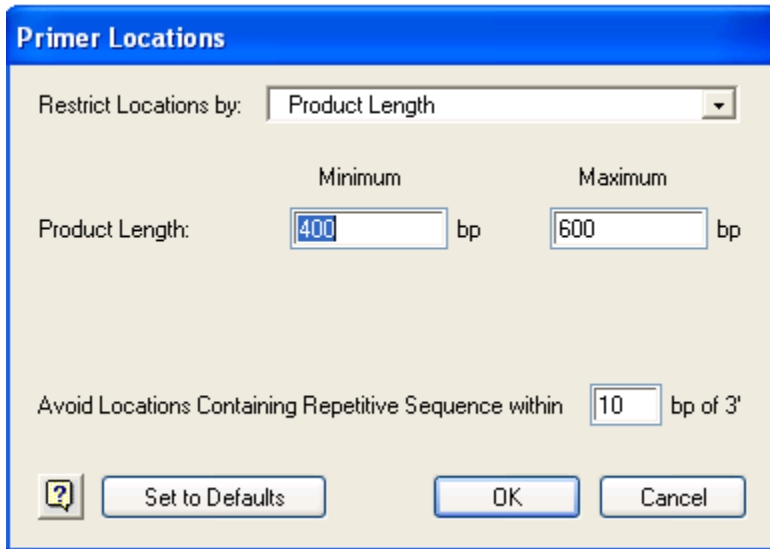 Primer Locations
Restrict Locations by: Product Length
Minimum Maximum
Product Length: 400 bp 600 bp
Avoid Locations Containing Repetitive Sequence within 10 bp of 3'
? Set to Defaults OK Cancel